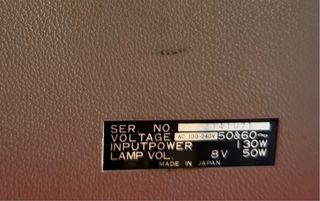 SER. NO.
VOLTAGE AC 100-240V 50&60~
INPUTPOWER 130W
LAMP VOL. 8V 50W
MADE IN JAPAN